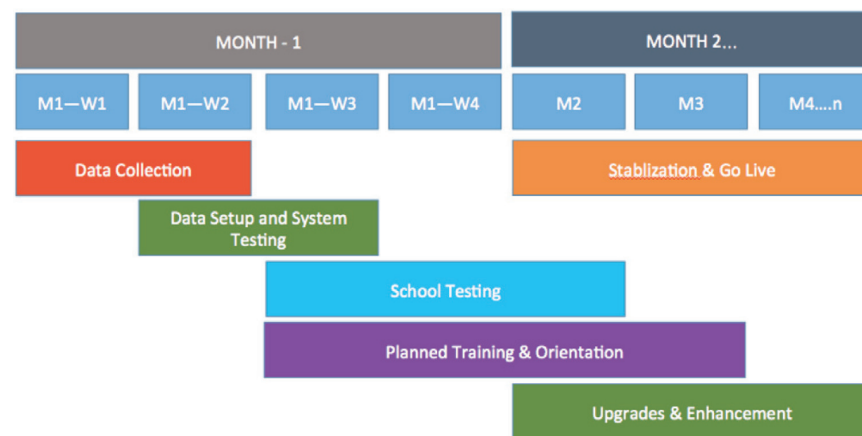 MONTH - 1
MONTH 2...
M1—W1
M1—W2
M1—W3
M1—W4
M2
M3
M4....n
Data Collection
Stablization & Go Live
Data Setup and System
Testing
School Testing
Planned Training & Orientation
Upgrades & Enhancement